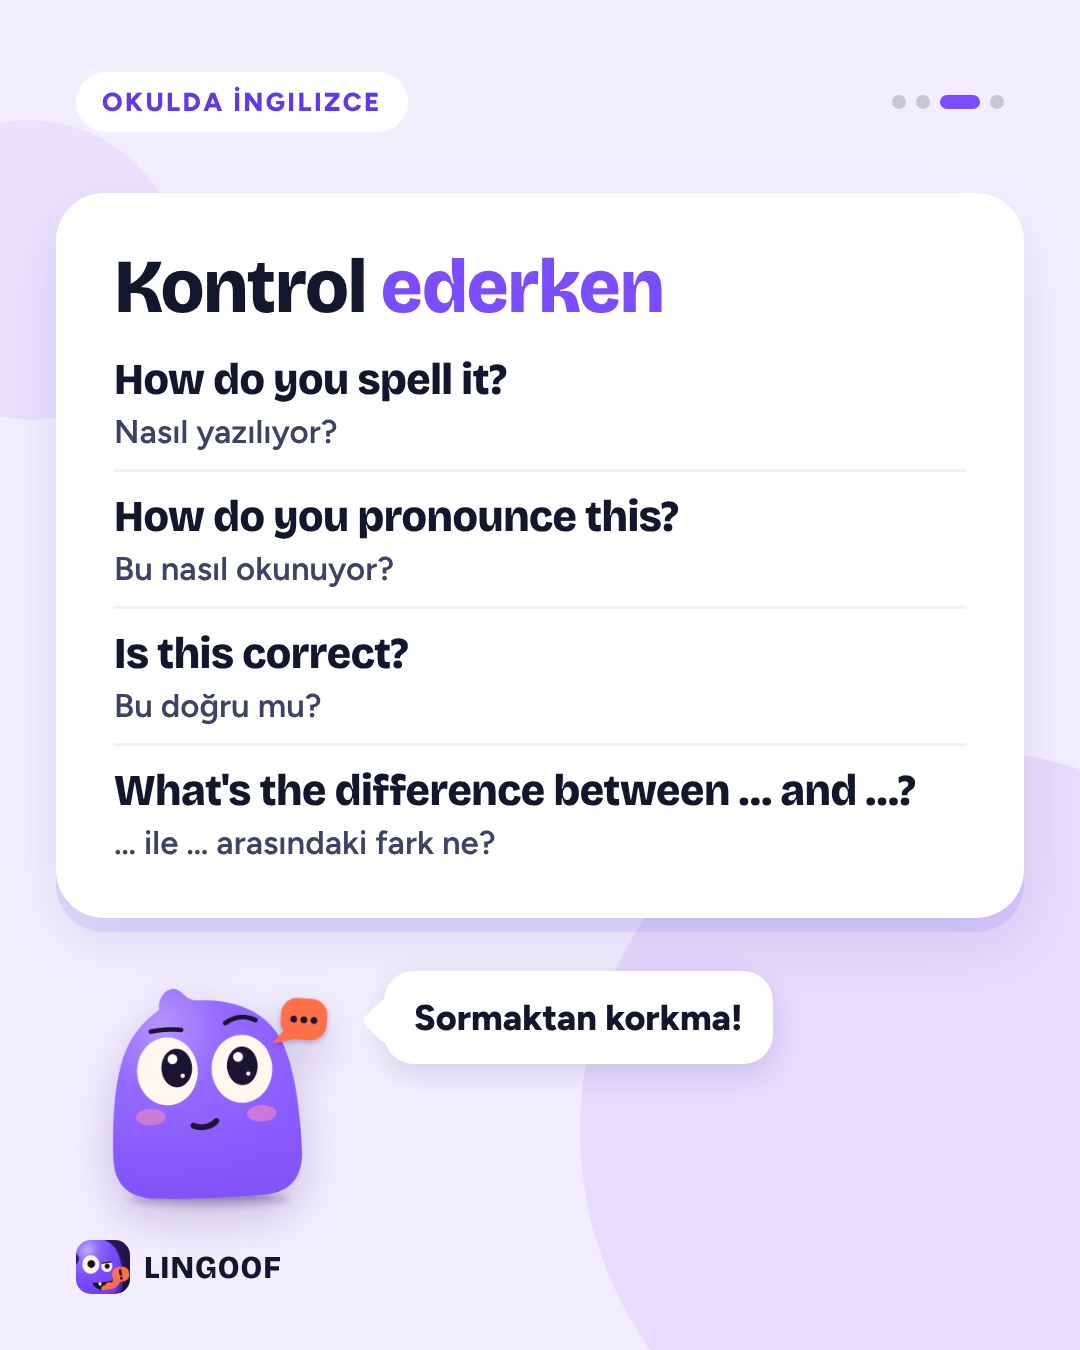 OKULDA İNGILIZCE
Kontrol ederken
How do you spell it?
Nasıl yazılıyor?
How do you pronounce this?
Bu nasıl okunuyor?
Is this correct?
Bu doğru mu?
What's the difference between ... and ...?
... ile ... arasındaki fark ne?
Sormaktan korkma!
LINGOOF